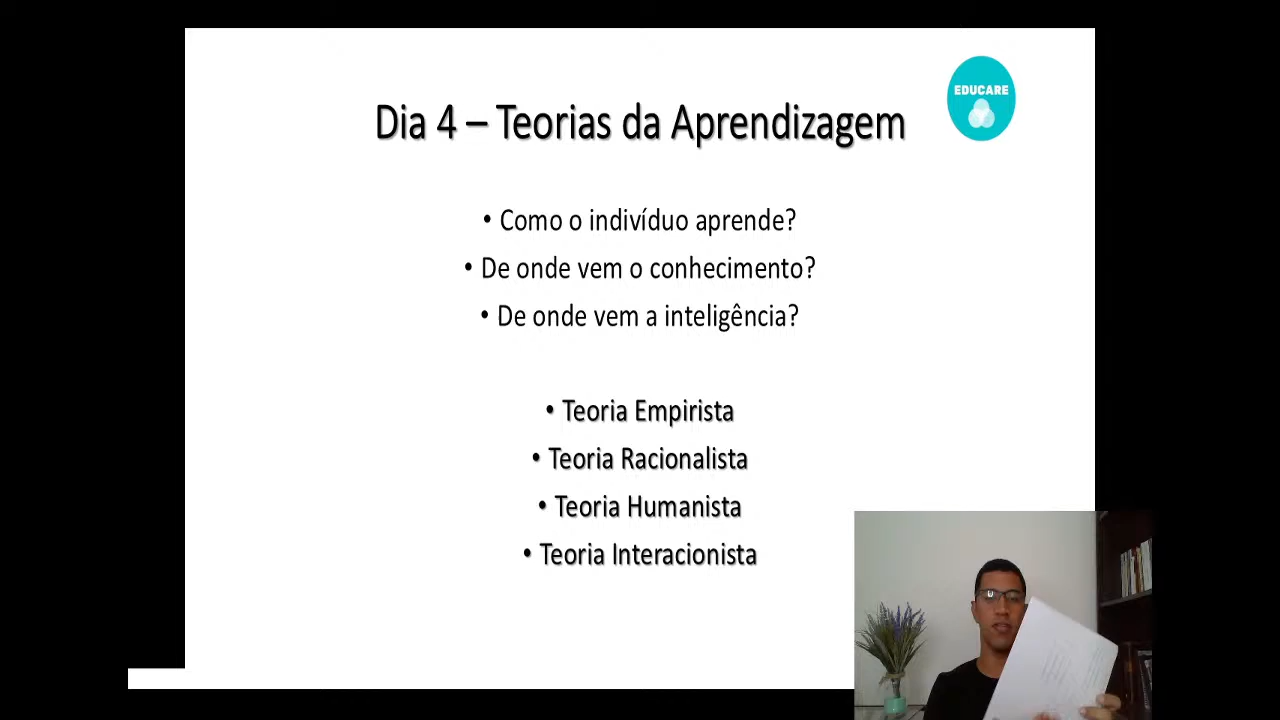 EDUCARE
Dia 4 – Teorias da Aprendizagem
• Como o indivíduo aprende?
• De onde vem o conhecimento?
• De onde vem a inteligência?
• Teoria Empirista
• Teoria Racionalista
• Teoria Humanista
• Teoria Interacionista